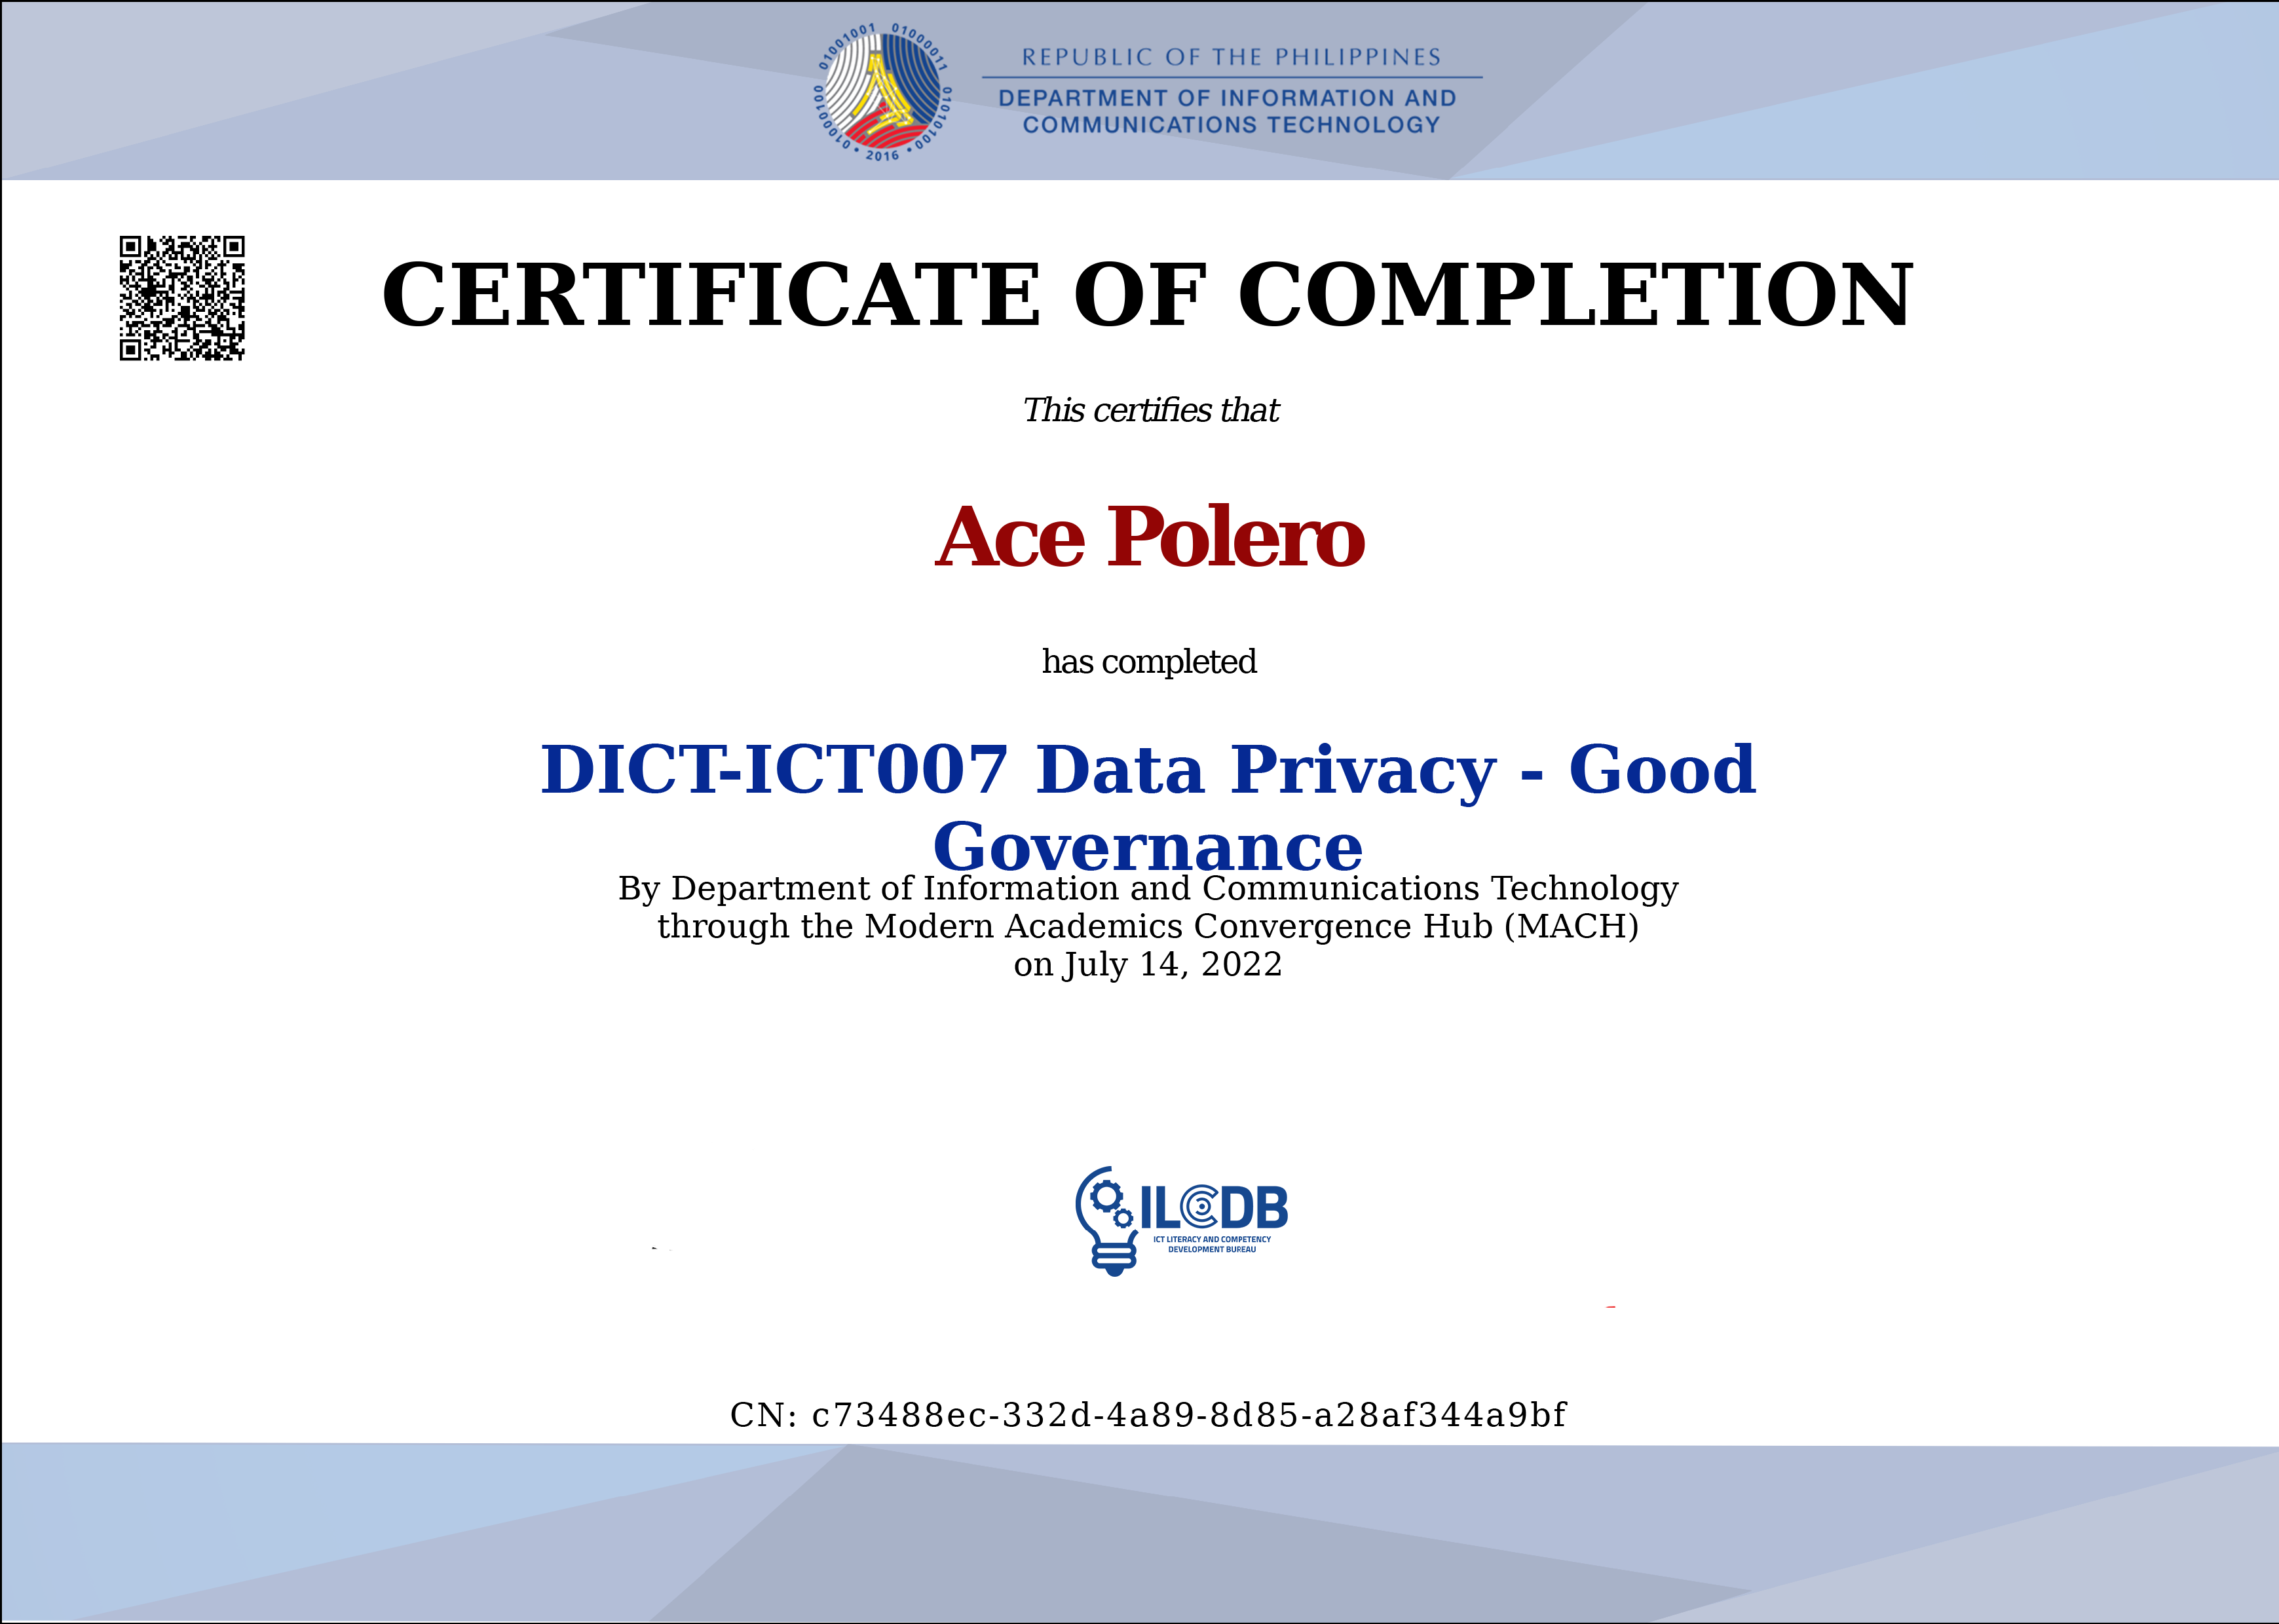 01001001 01000011 01010100 • 2016 • 01000100
REPUBLIC OF THE PHILIPPINES
DEPARTMENT OF INFORMATION AND
COMMUNICATIONS TECHNOLOGY
CERTIFICATE OF COMPLETION
This certifies that
Ace Polero
has completed
DICT-ICT007 Data Privacy - Good
Governance
By Department of Information and Communications Technology
through the Modern Academics Convergence Hub (MACH)
on July 14, 2022
ILCDB
ICT LITERACY AND COMPETENCY
DEVELOPMENT BUREAU
CN: c73488ec-332d-4a89-8d85-a28af344a9bf